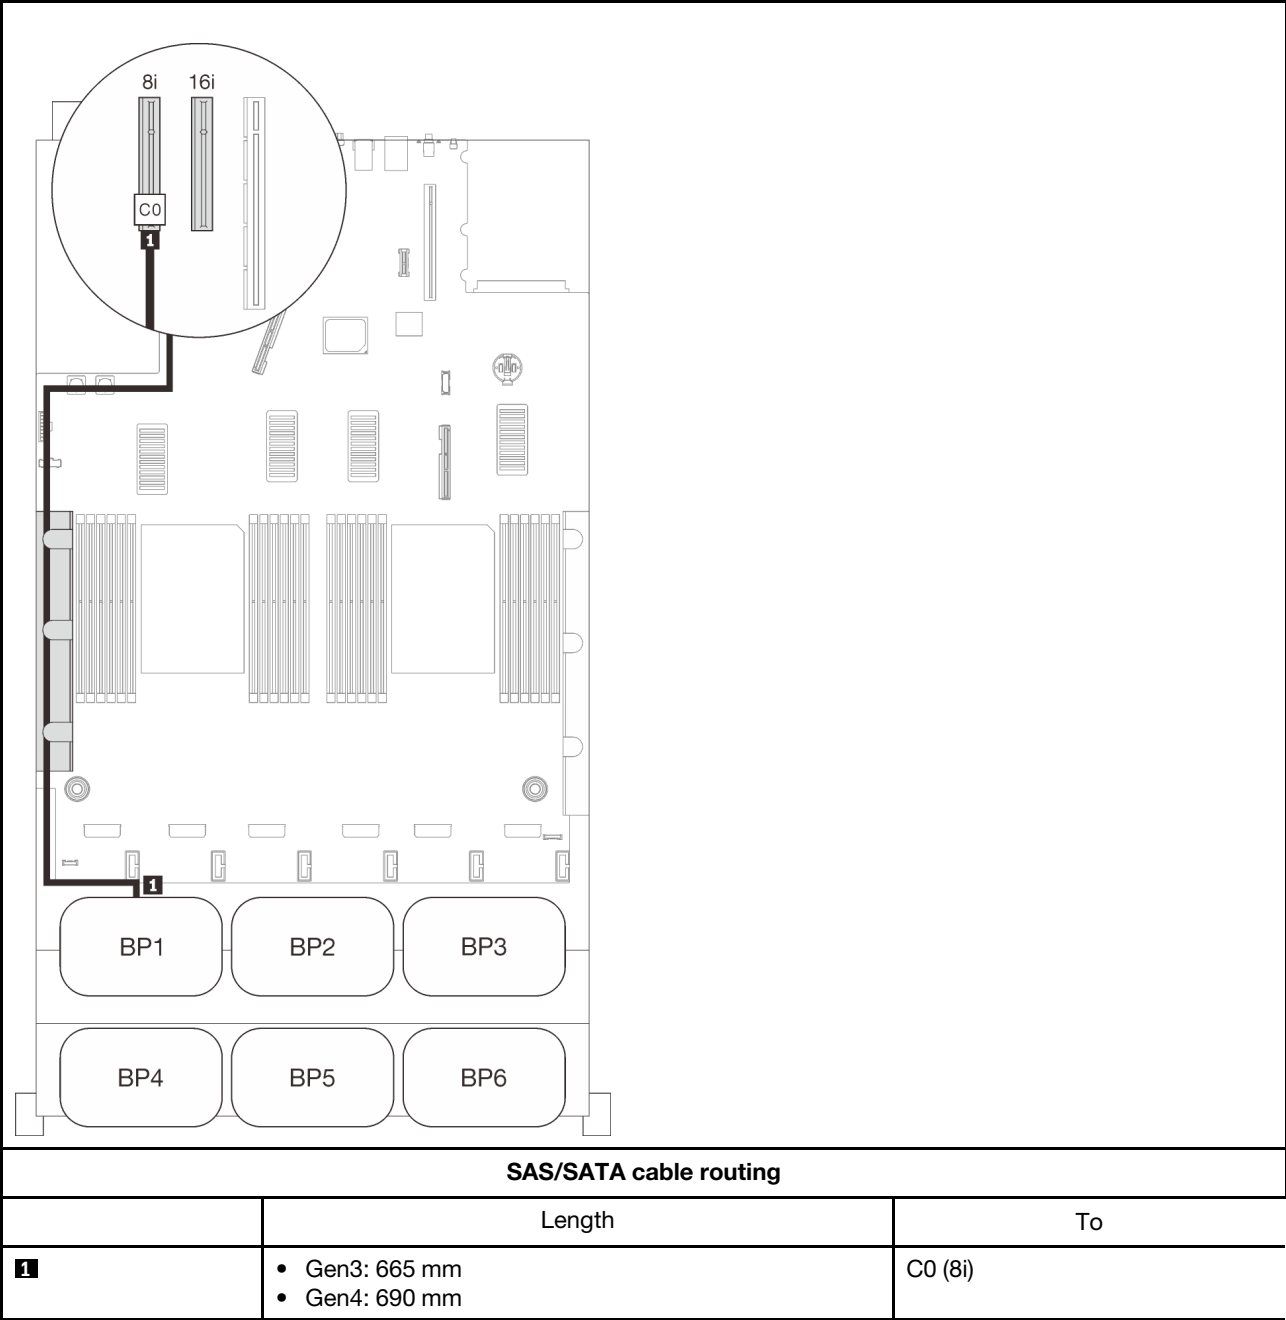 8i 16i
C0
1
1
BP1 BP2 BP3
BP4 BP5 BP6
SAS/SATA cable routing
Length To
1 • Gen3: 665 mm C0 (8i)
• Gen4: 690 mm